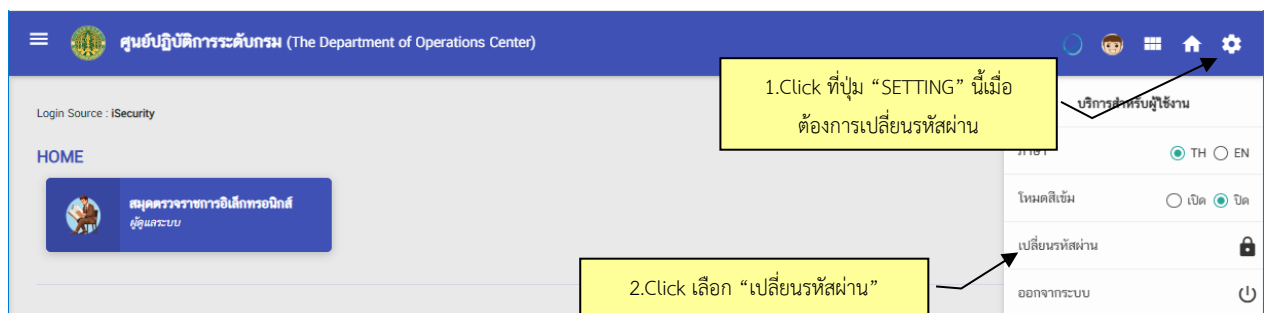 ศูนย์ปฏิบัติการระดับกรม (The Department of Operations Center)
1.Click ที่ปุ่ม “SETTING” นี้เมื่อ
ต้องการเปลี่ยนรหัสผ่าน
Login Source : iSecurity
HOME
สมุดตรวจราชการอิเล็กทรอนิกส์
ผู้ดูแลระบบ
บริการสำหรับผู้ใช้งาน
ภาษา TH EN
โหมดสีเข้ม เปิด ปิด
เปลี่ยนรหัสผ่าน
2.Click เลือก “เปลี่ยนรหัสผ่าน”
ออกจากระบบ